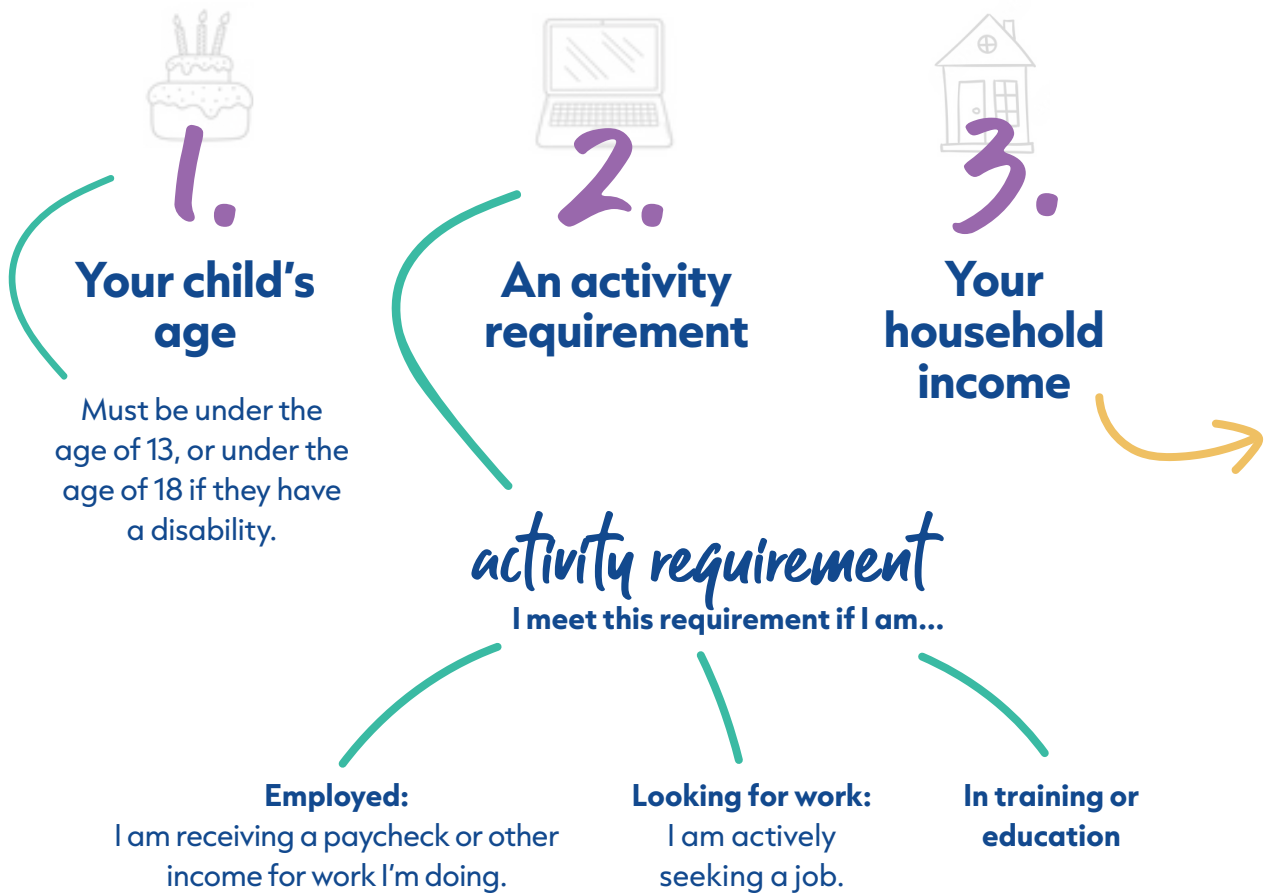 1.
Your child's
age
Must be under the
age of 13, or under the
age of 18 if they have
a disability.
2.
An activity
requirement
3.
Your
household
income
activity requirement
I meet this requirement if I am...
Employed:
I am receiving a paycheck or other
income for work I'm doing.
Looking for work:
I am actively
seeking a job.
In training or
education